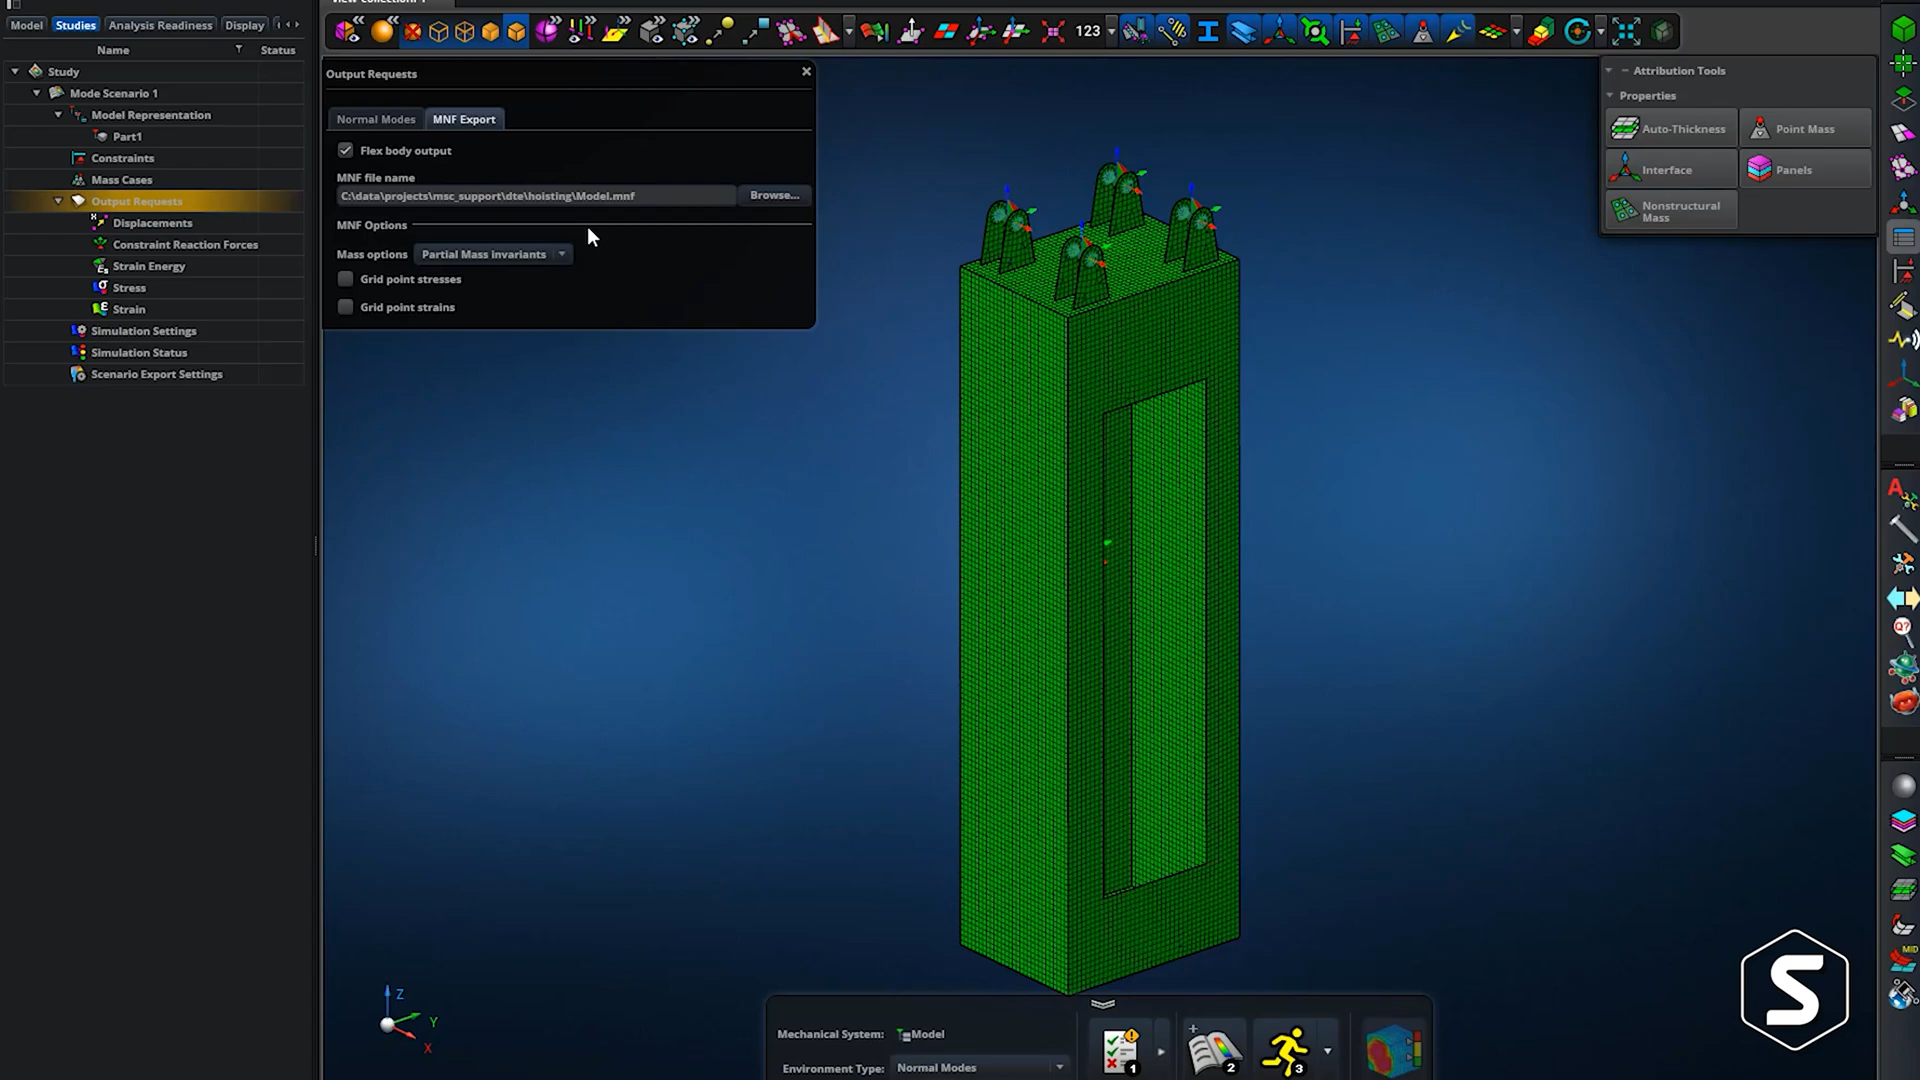 Model Studies Analysis Readiness Display
Name Status
Study
Mode Scenario 1
Model Representation
Part1
Constraints
Mass Cases
Output Requests
Displacements
Constraint Reaction Forces
Strain Energy
Stress
Strain
Simulation Settings
Simulation Status
Scenario Export Settings
123
Output Requests
Normal Modes MNF Export
Flex body output
MNF file name
C:\data\projects\msc_support\dte\hoisting\Model.mnf Browse...
MNF Options
Mass options Partial Mass invariants
Grid point stresses
Grid point strains
Attribution Tools
Properties
Auto-Thickness Point Mass
Interface Panels
Nonstructural
Mass
A
Q?
MID
Z
Y
X
Mechanical System: Model
Environment Type: Normal Modes
1 2 3
S